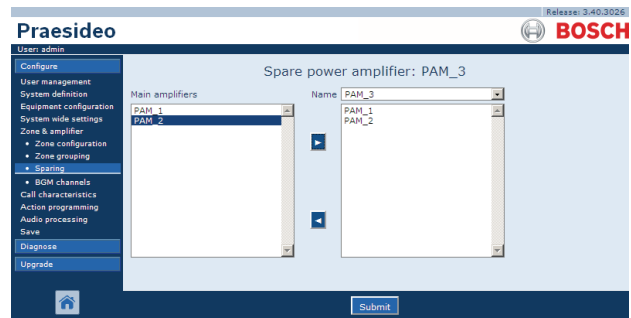 Release: 3.40.3026
Praesideo
BOSCH
User: admin
Configure
User management
System definition
Equipment configuration
System wide settings
Zone & amplifier
• Zone configuration
• Zone grouping
• Sparing
• BGM channels
Call characteristics
Action programming
Audio processing
Save
Diagnose
Upgrade
Spare power amplifier: PAM_3
Main amplifiers
Name PAM_3
PAM_1
PAM_2
PAM_1
PAM_2
Submit